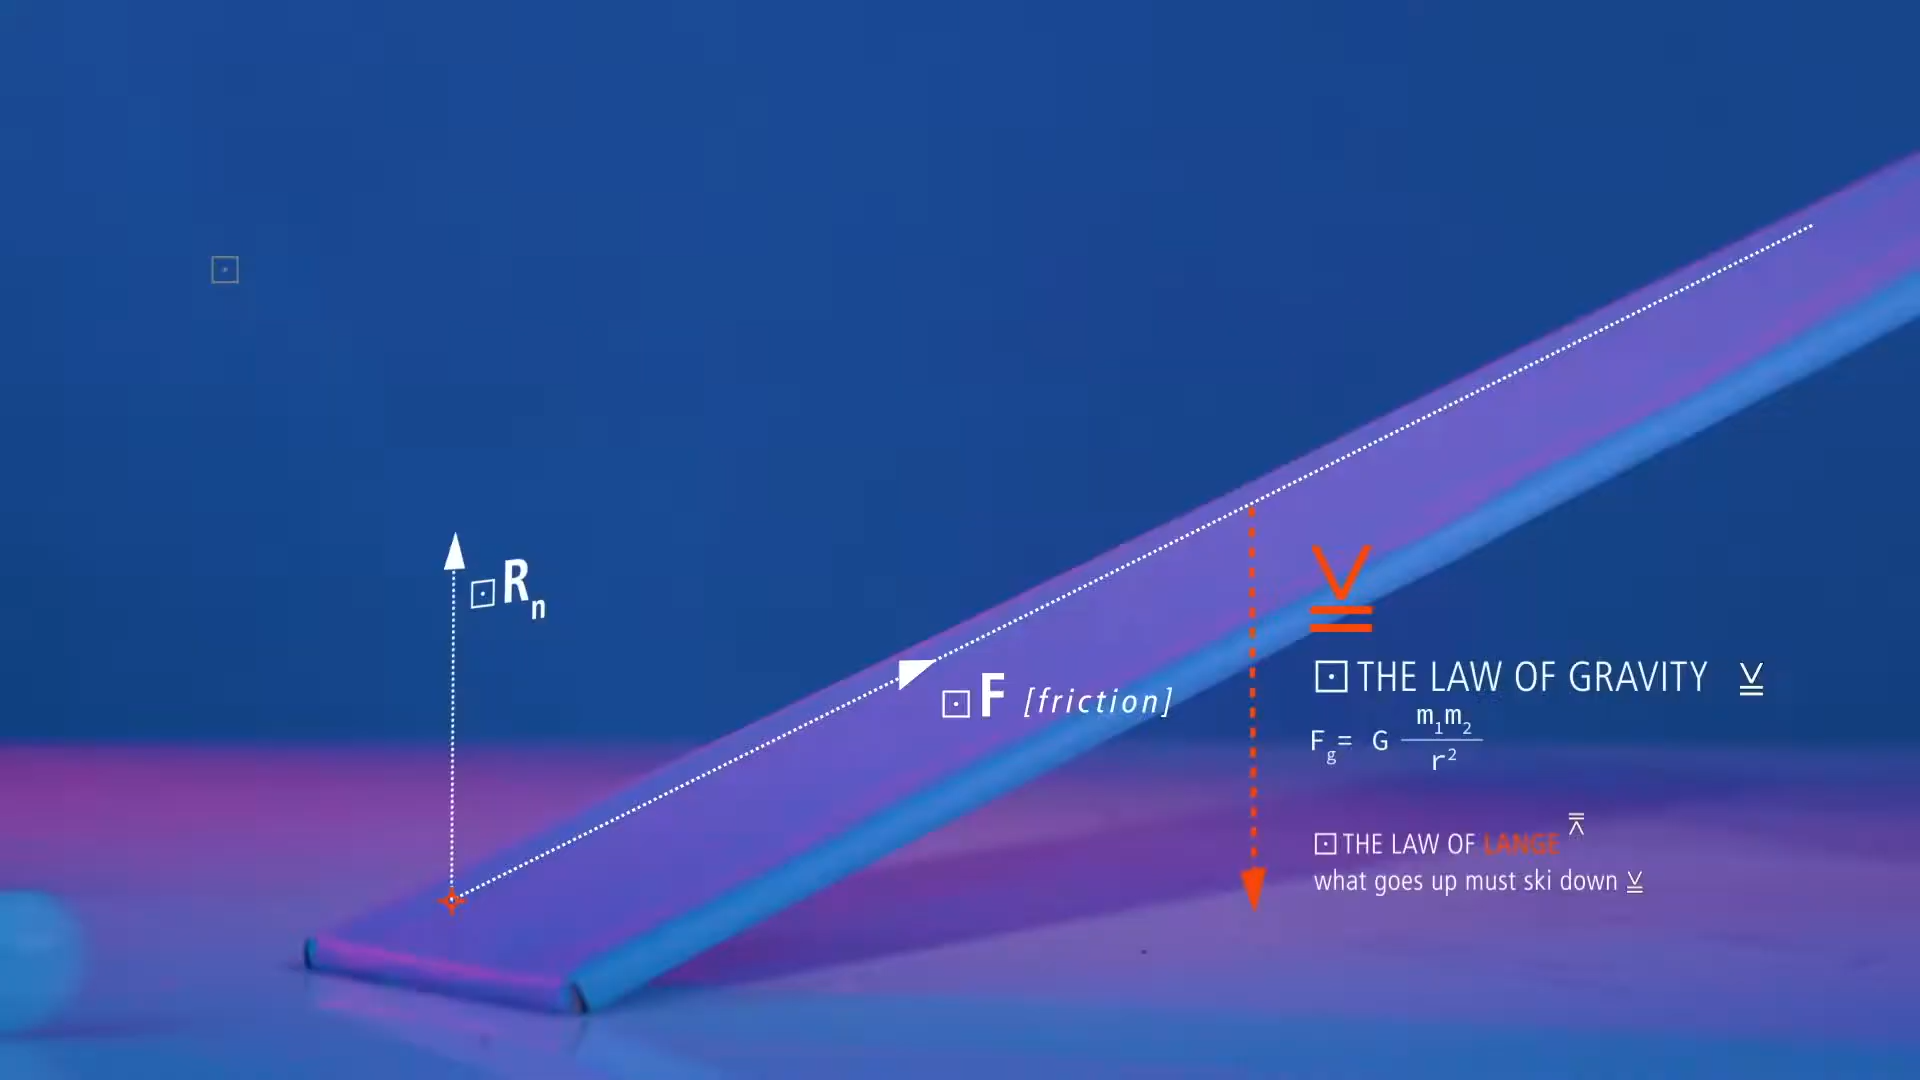 Rn
F [friction]
THE LAW OF GRAVITY
Fg= G m1m2 / r²
THE LAW OF LANGE
what goes up must ski down